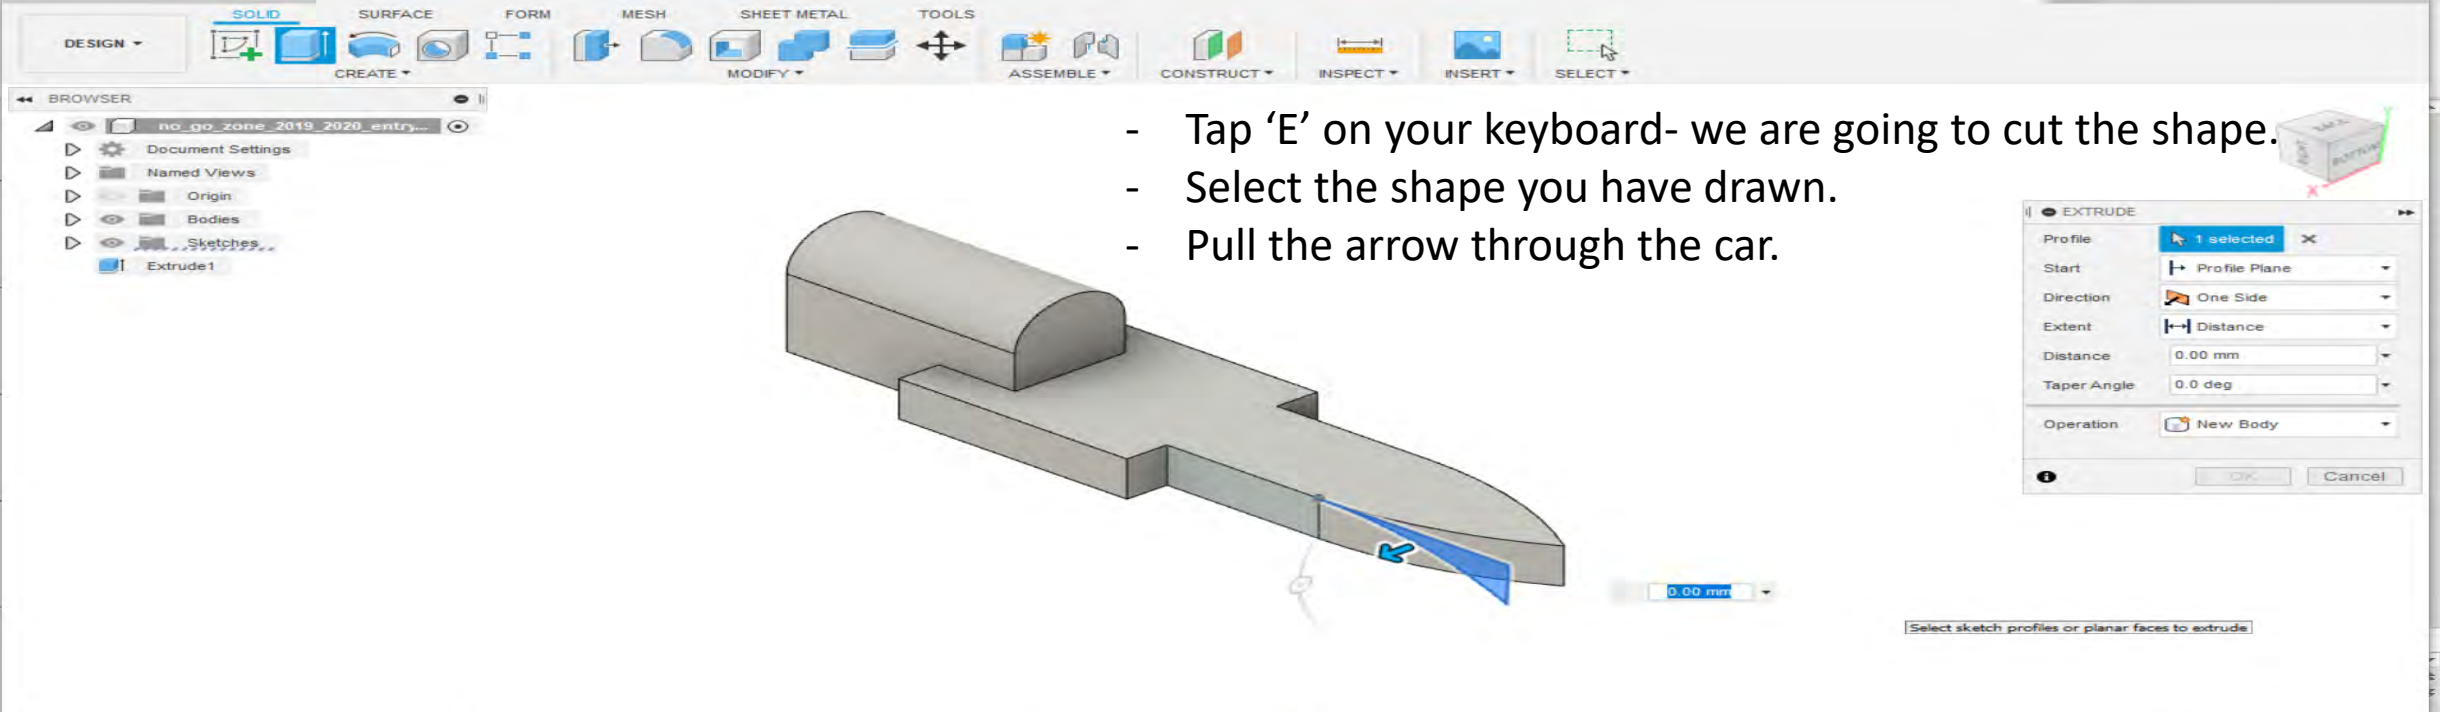 SOLID SURFACE FORM MESH SHEET METAL TOOLS
DESIGN
CREATE MODIFY ASSEMBLE CONSTRUCT INSPECT INSERT SELECT
BROWSER
no_go_zone_2019_2020_entry...
Document Settings
Named Views
Origin
Bodies
Sketches
Extrude1
- Tap ‘E’ on your keyboard- we are going to cut the shape.
- Select the shape you have drawn.
- Pull the arrow through the car.
BACK
RIGHT
BOTTOM
Y
X
EXTRUDE
Profile 1 selected
Start Profile Plane
Direction One Side
Extent Distance
Distance 0.00 mm
Taper Angle 0.0 deg
Operation New Body
OK Cancel
0.00 mm
Select sketch profiles or planar faces to extrude